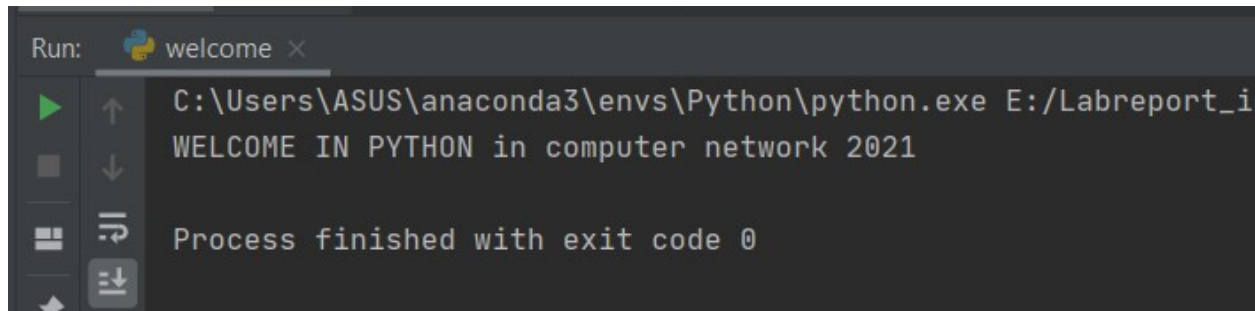 Run: welcome
C:\Users\ASUS\anaconda3\envs\Python\python.exe E:/Labreport_i
WELCOME IN PYTHON in computer network 2021
Process finished with exit code 0